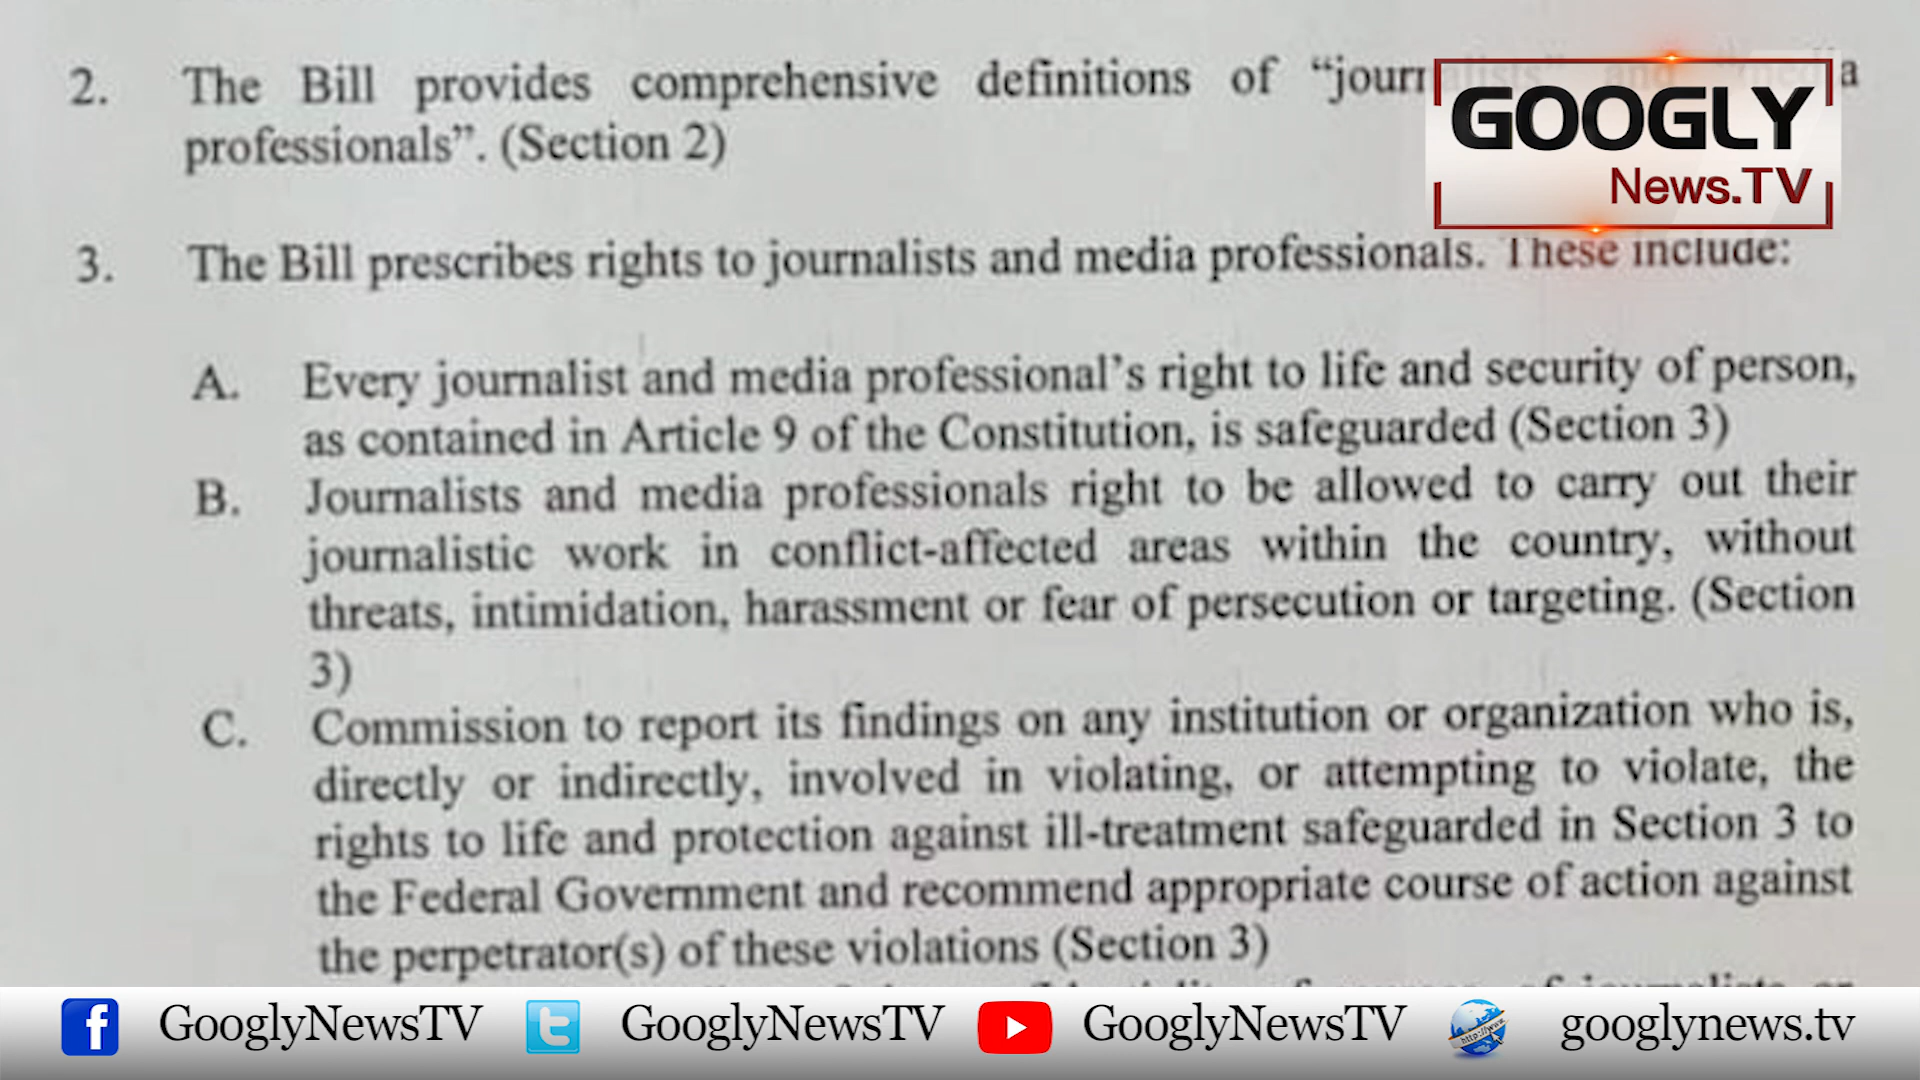 2. The Bill provides comprehensive definitions of “journalists” and “media
professionals”. (Section 2)
GOOGLY
News.TV
3. The Bill prescribes rights to journalists and media professionals. These include:
A. Every journalist and media professional’s right to life and security of person,
as contained in Article 9 of the Constitution, is safeguarded (Section 3)
B. Journalists and media professionals right to be allowed to carry out their
journalistic work in conflict-affected areas within the country, without
threats, intimidation, harassment or fear of persecution or targeting. (Section
3)
C. Commission to report its findings on any institution or organization who is,
directly or indirectly, involved in violating, or attempting to violate, the
rights to life and protection against ill-treatment safeguarded in Section 3 to
the Federal Government and recommend appropriate course of action against
the perpetrator(s) of these violations (Section 3)
GooglyNewsTV GooglyNewsTV GooglyNewsTV googlynews.tv